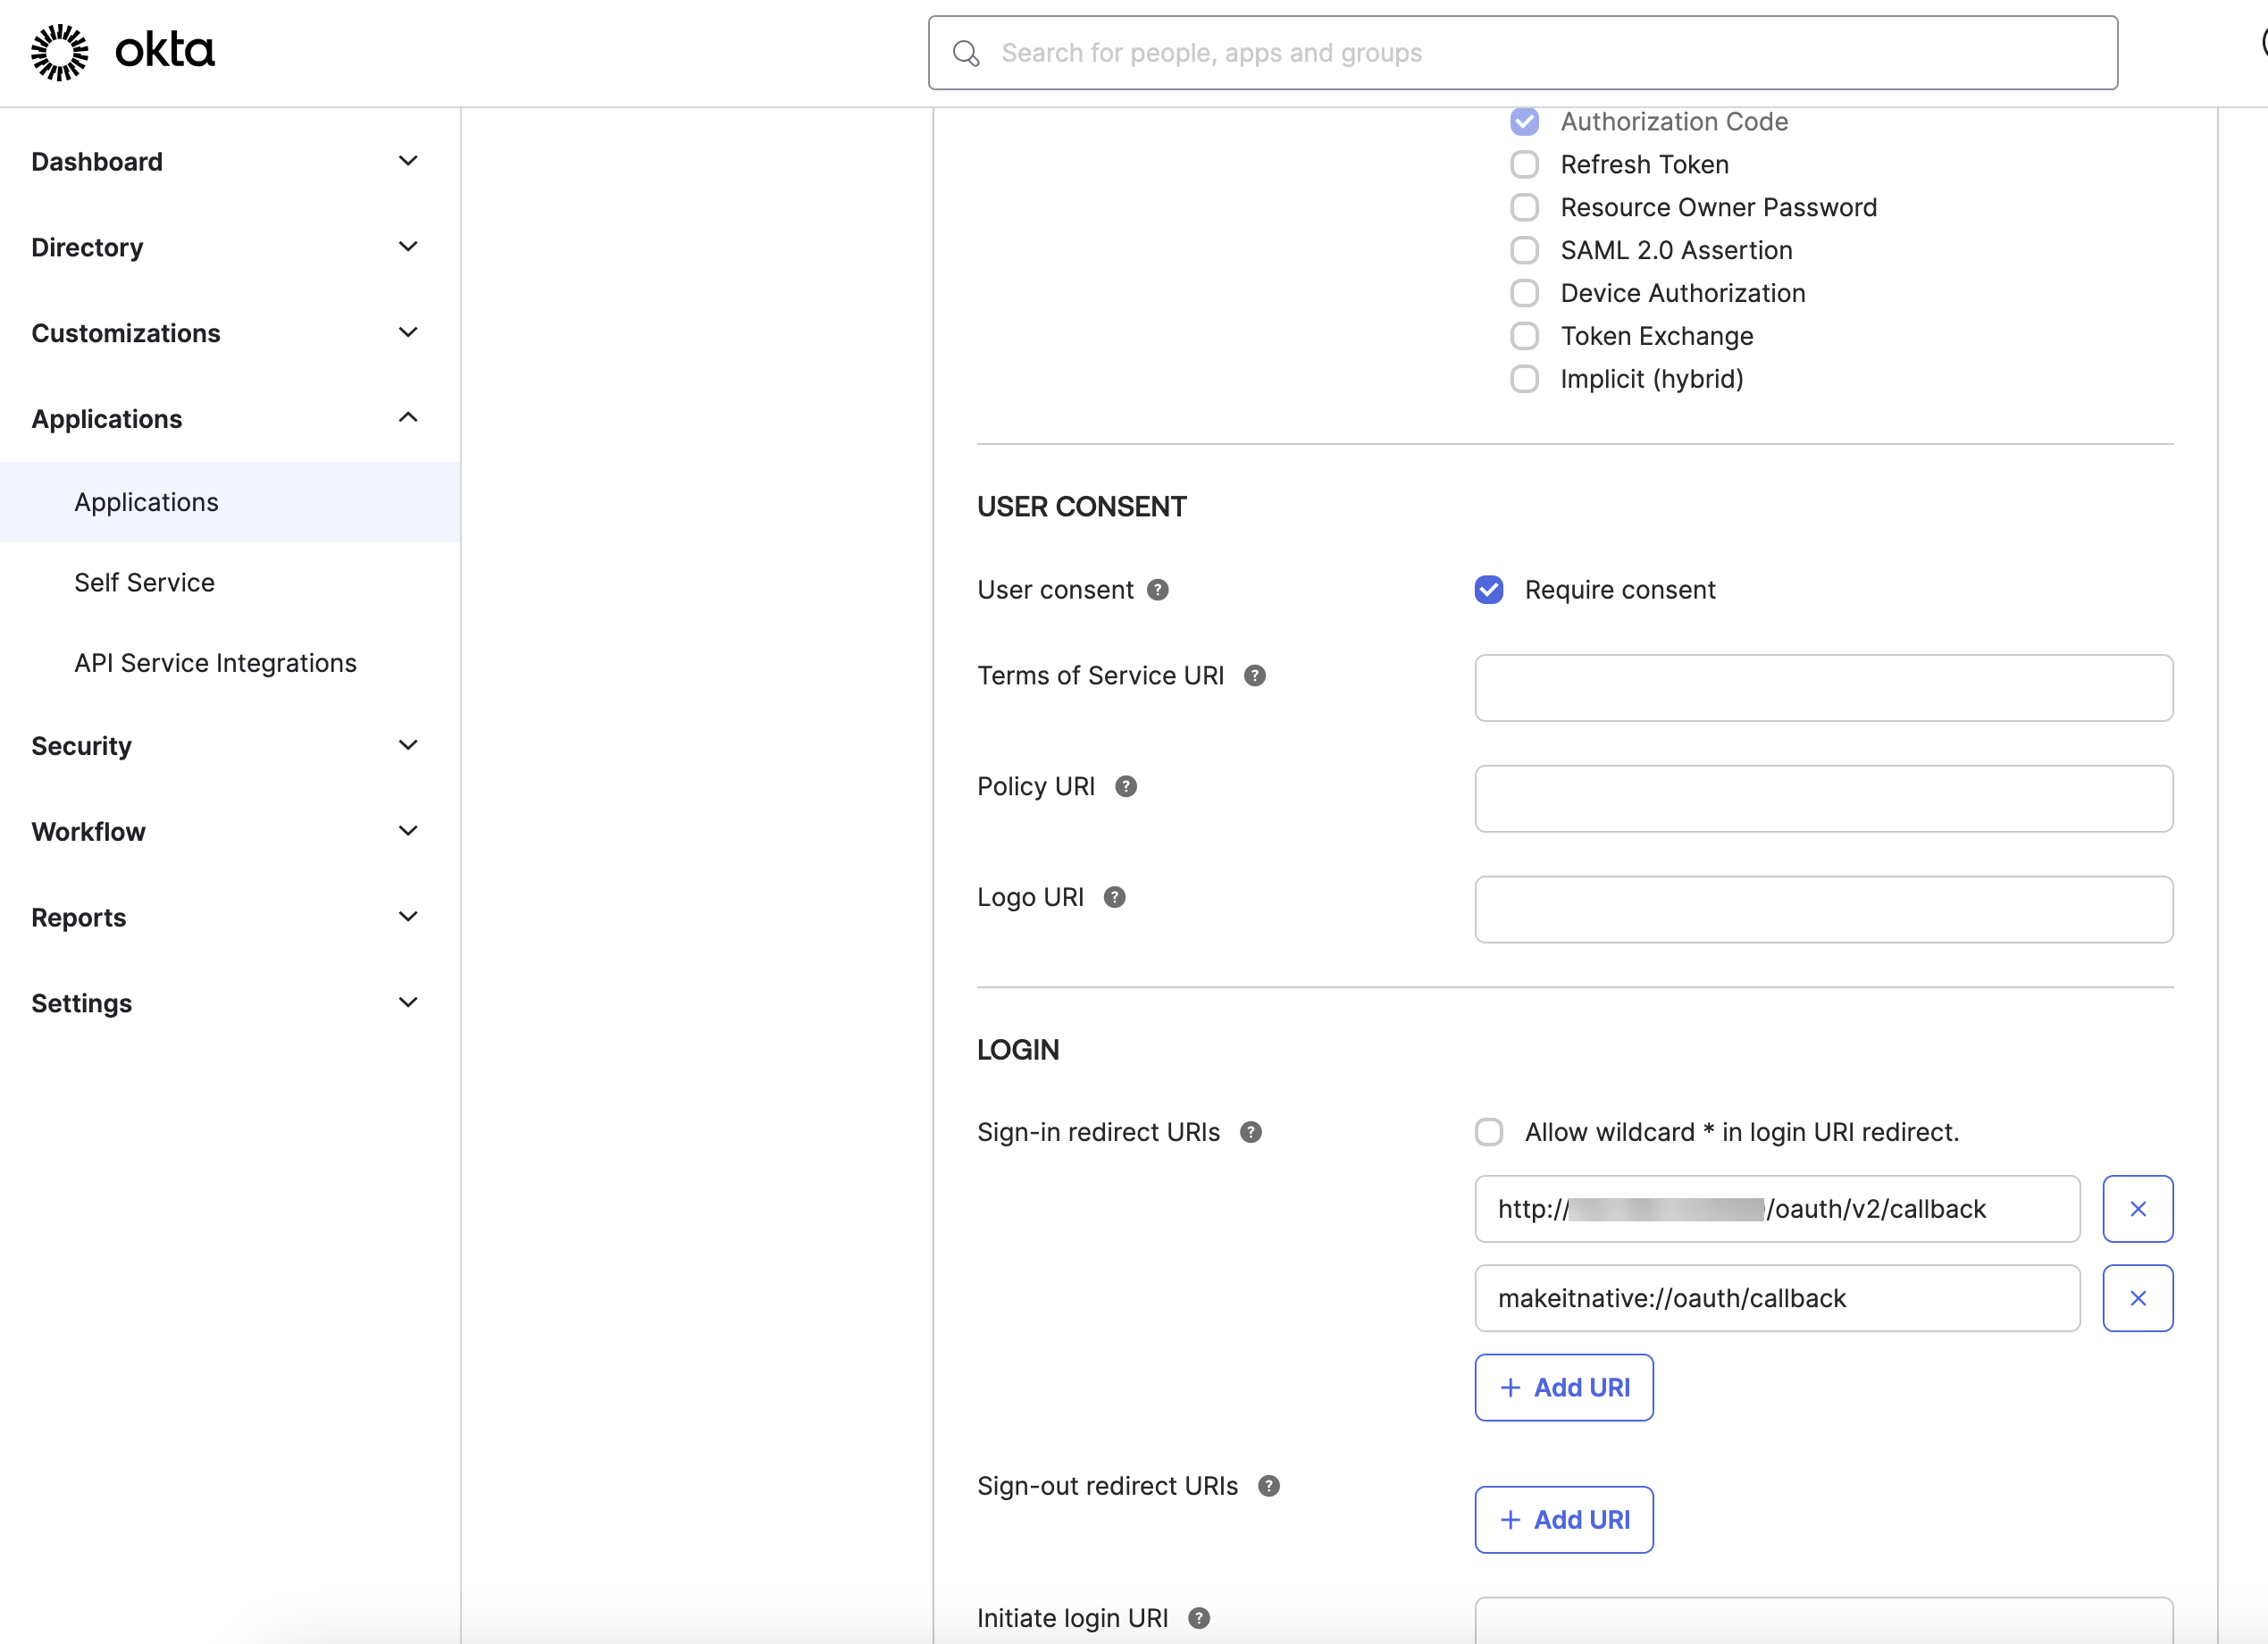 okta
Search for people, apps and groups
Dashboard
Directory
Customizations
Applications
Applications
Self Service
API Service Integrations
Security
Workflow
Reports
Settings
Authorization Code
Refresh Token
Resource Owner Password
SAML 2.0 Assertion
Device Authorization
Token Exchange
Implicit (hybrid)
USER CONSENT
User consent ?
Require consent
Terms of Service URI ?
Policy URI ?
Logo URI ?
LOGIN
Sign-in redirect URIs ?
Allow wildcard * in login URI redirect.
http:// /oauth/v2/callback
makeitnative://oauth/callback
+ Add URI
Sign-out redirect URIs ?
+ Add URI
Initiate login URI ?